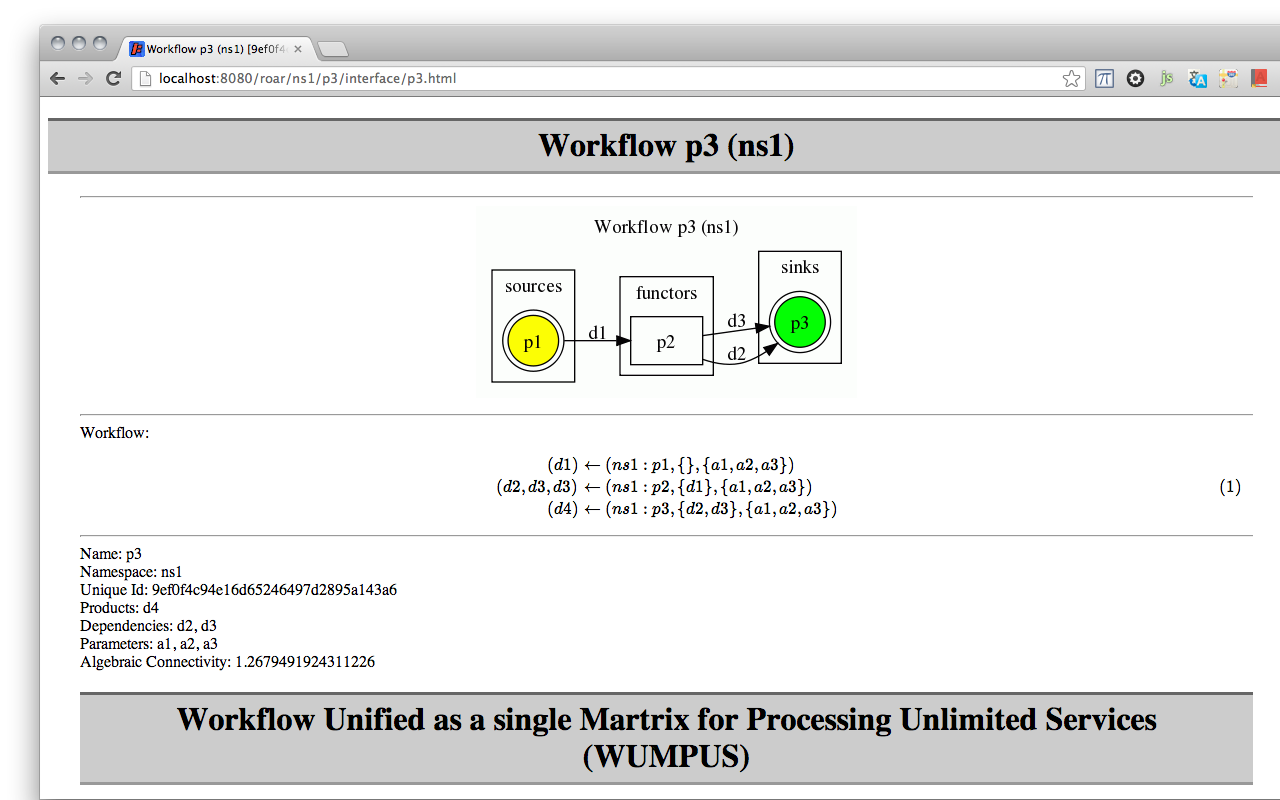 Workflow p3 (ns1) [9ef0f4
localhost:8080/roar/ns1/p3/interface/p3.html
π js
Workflow p3 (ns1)
Workflow p3 (ns1)
sources
functors
sinks
p1
d1
p2
d3
d2
p3
Workflow:
(d1) ← (ns1 : p1, {}, {a1, a2, a3})
(d2, d3, d3) ← (ns1 : p2, {d1}, {a1, a2, a3}) (1)
(d4) ← (ns1 : p3, {d2, d3}, {a1, a2, a3})
Name: p3
Namespace: ns1
Unique Id: 9ef0f4c94e16d65246497d2895a143a6
Products: d4
Dependencies: d2, d3
Parameters: a1, a2, a3
Algebraic Connectivity: 1.2679491924311226
Workflow Unified as a single Martrix for Processing Unlimited Services
(WUMPUS)